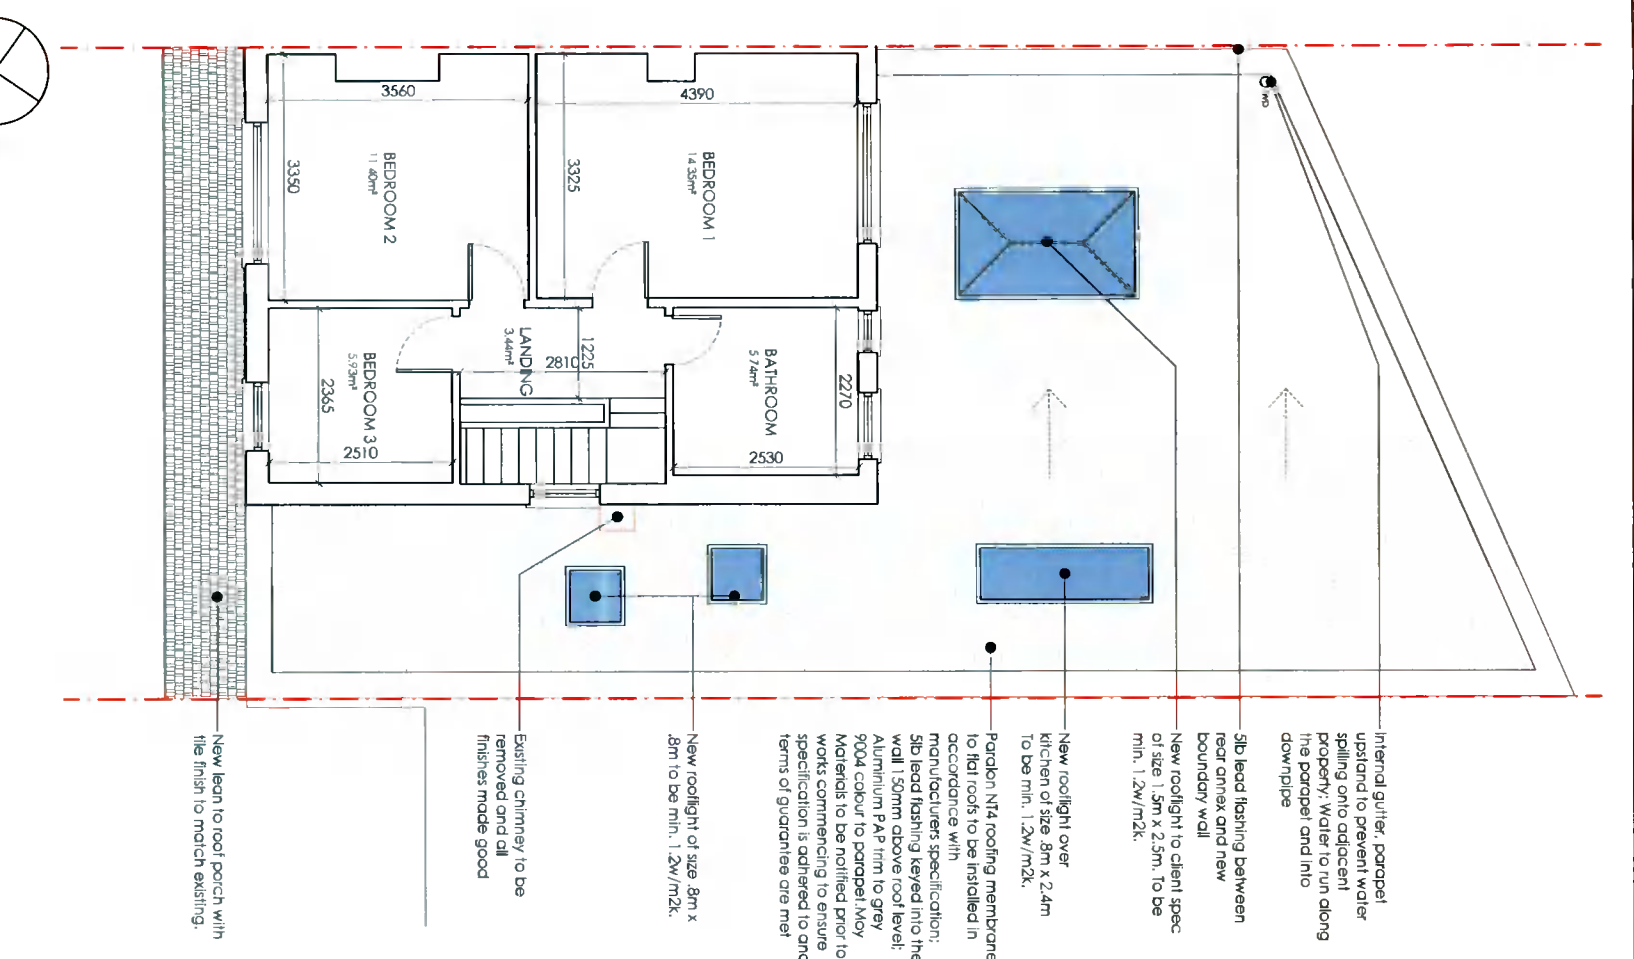 3560
4390
3350
BEDROOM 2
11.40m²
3325
BEDROOM 1
14.35m²
WD
LANDING
3.44m²
1225
2810
BEDROOM 3
5.93m²
2365
2510
BATHROOM
5.74m²
2270
2530
Internal gutter, parapet
upstand to prevent water
spilling onto adjacent
property; Water to run along
the parapet and into
downpipe
5lb lead flashing between
rear annex and new
boundary wall
New rooflight to client spec
of size 1.5m x 2.5m. To be
min. 1.2w/m2k.
New rooflight over
kitchen of size .8m x 2.4m
To be min. 1.2w/m2k.
Paralon NT4 roofing membrane
to flat roofs to be installed in
accordance with
manufacturers specification;
5lb lead flashing keyed into the
wall 150mm above roof level;
Aluminium PAP trim to grey
9004 colour to parapet.Moy
Materials to be notified prior to
works commencing to ensure
specification is adhered to and
terms of guarantee are met
New rooflight of size .8m x
.8m to be min. 1.2w/m2k.
Existing chimney to be
removed and all
finishes made good
New lean to roof porch with
tile finish to match existing.